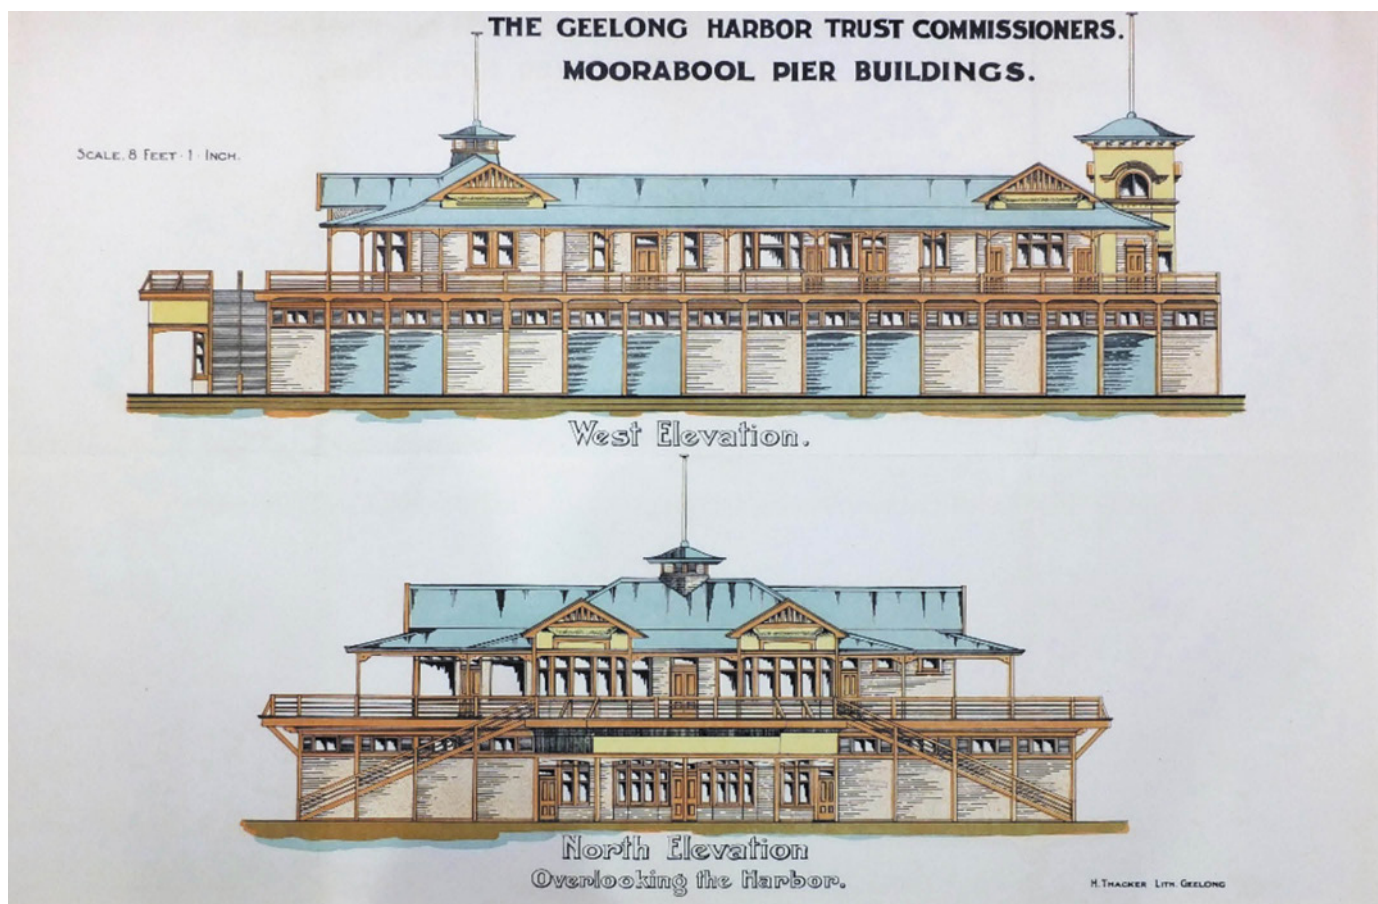 THE GEELONG HARBOR TRUST COMMISSIONERS.
MOORABOOL PIER BUILDINGS.
SCALE. 8 FEET · 1 · INCH.
West Elevation.
North Elevation
Overlooking the Harbor.
H. THACKER LITH. GEELONG